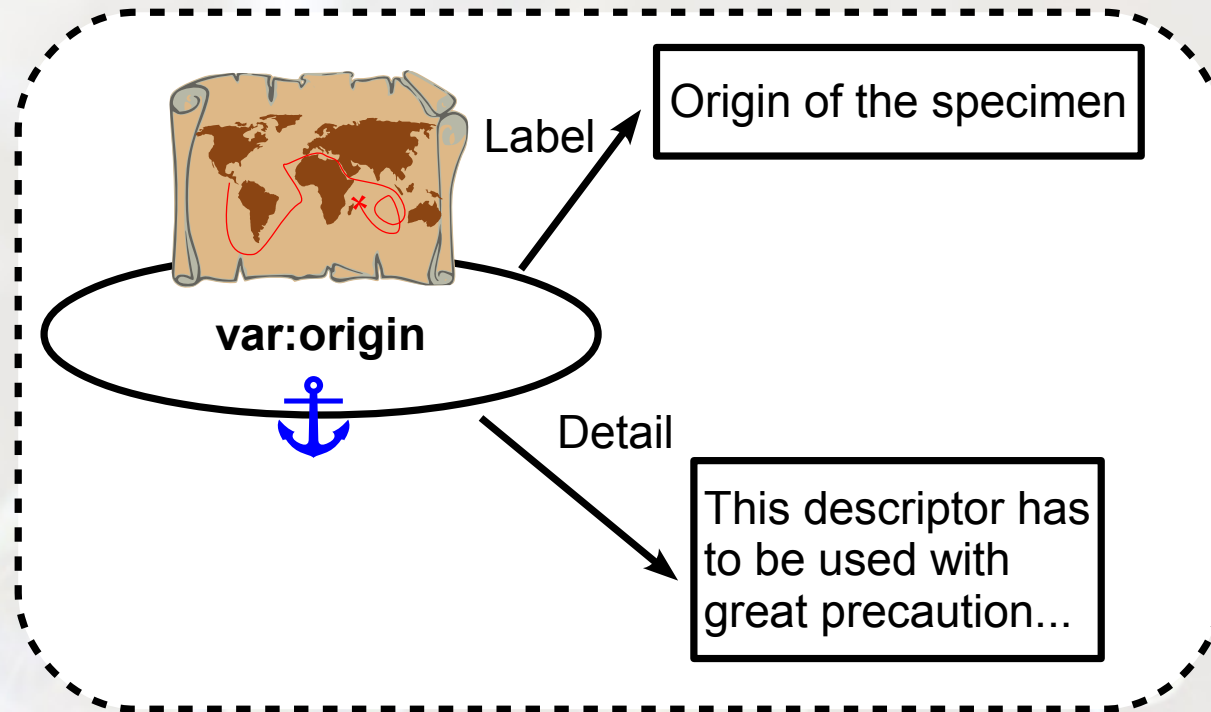 Label
Origin of the specimen
var:origin
Detail
This descriptor has
to be used with
great precaution...